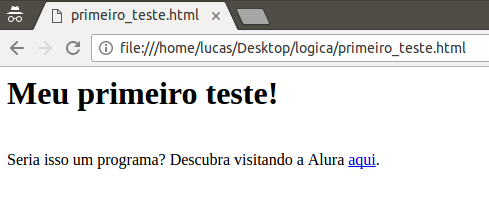 primeiro_teste.html
file:///home/lucas/Desktop/logica/primeiro_teste.html
Meu primeiro teste!
Seria isso um programa? Descubra visitando a Alura aqui.